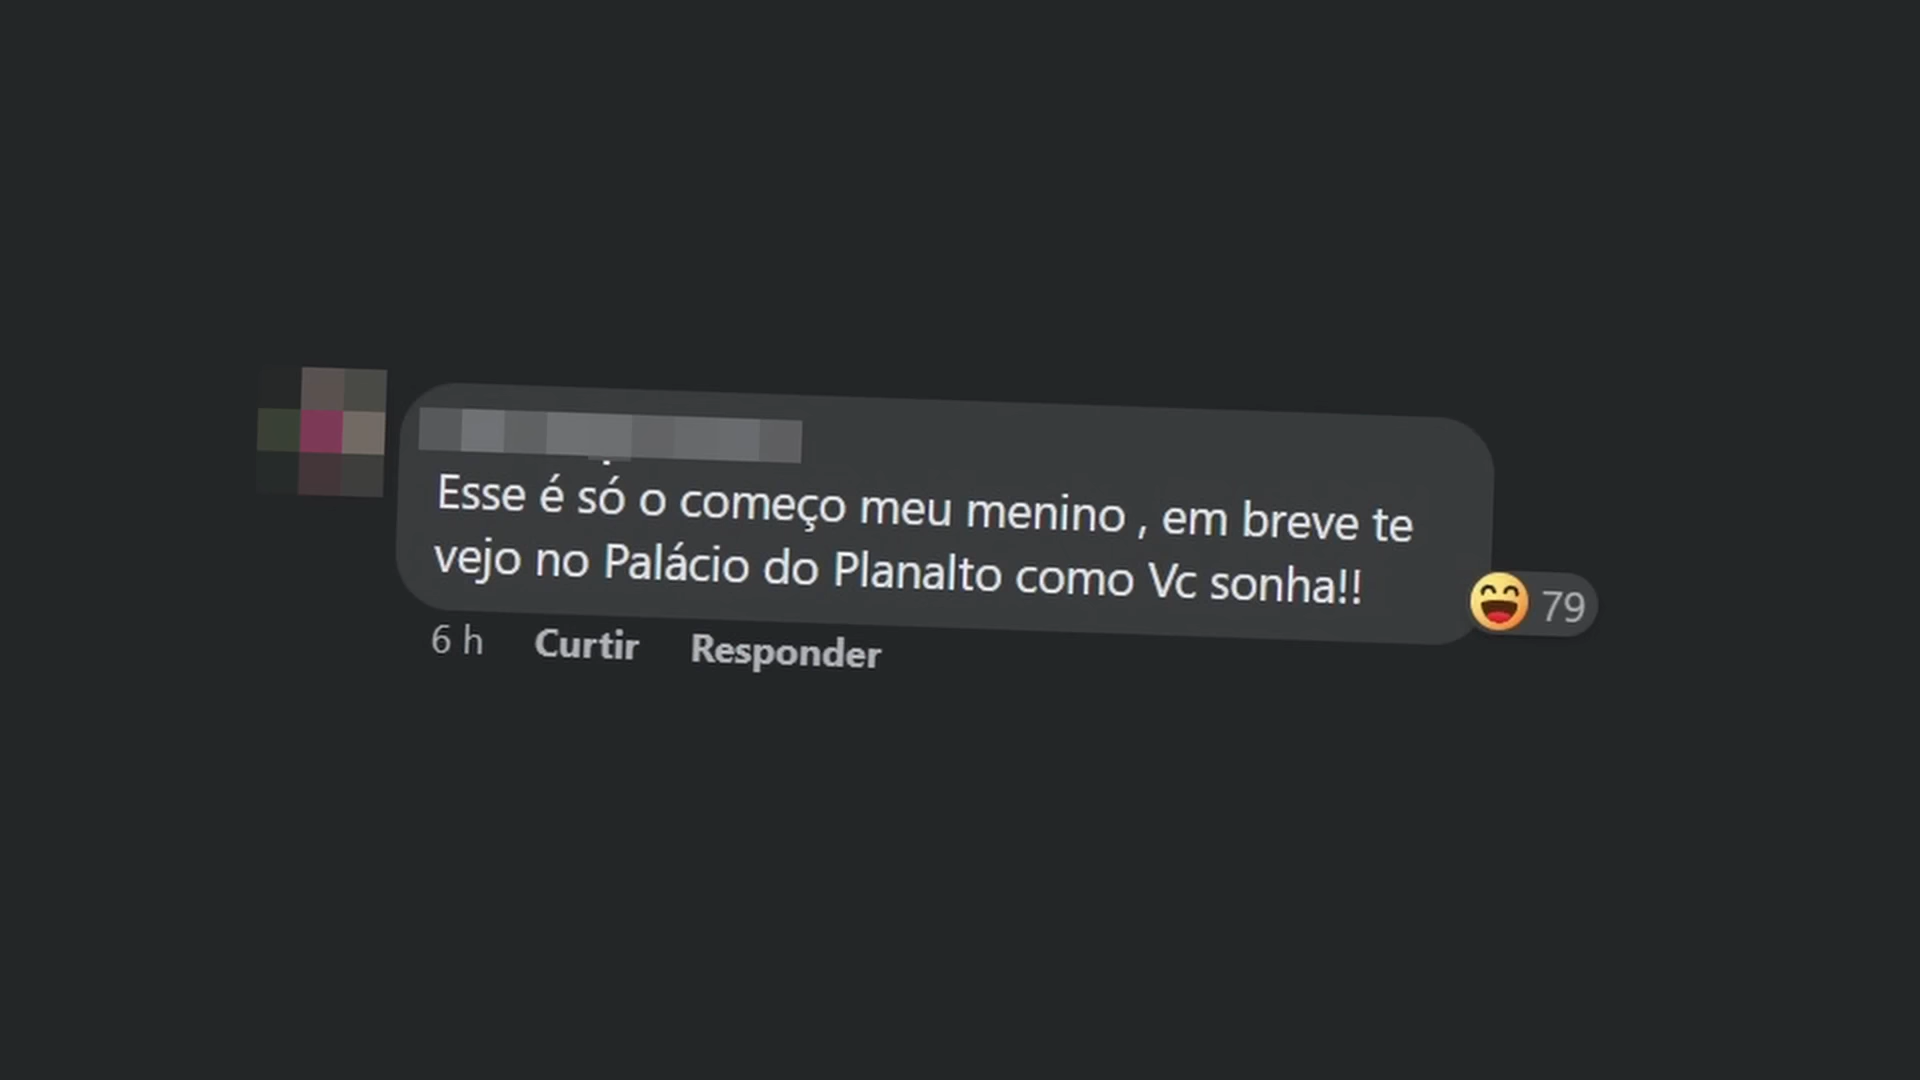 Esse é só o começo meu menino , em breve te
vejo no Palácio do Planalto como Vc sonha!!
79
6 h Curtir Responder